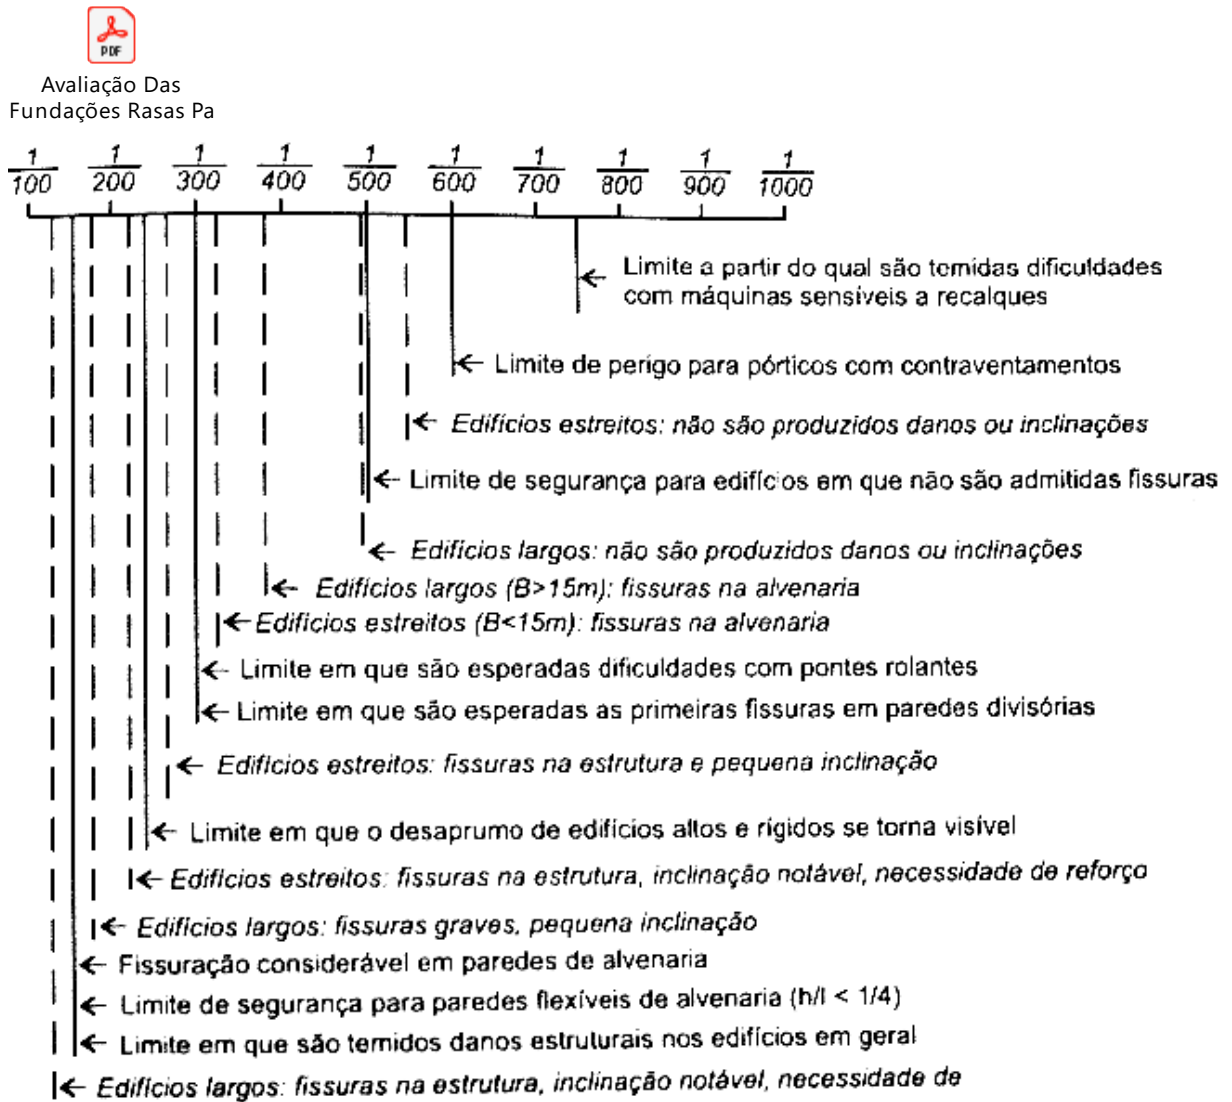 PDF
Avaliação Das
Fundações Rasas Pa
1/100 1/200 1/300 1/400 1/500 1/600 1/700 1/800 1/900 1/1000
Limite a partir do qual são temidas dificuldades
com máquinas sensíveis a recalques
Limite de perigo para pórticos com contraventamentos
Edifícios estreitos: não são produzidos danos ou inclinações
Limite de segurança para edifícios em que não são admitidas fissuras
Edifícios largos: não são produzidos danos ou inclinações
Edifícios largos (B>15m): fissuras na alvenaria
Edifícios estreitos (B<15m): fissuras na alvenaria
Limite em que são esperadas dificuldades com pontes rolantes
Limite em que são esperadas as primeiras fissuras em paredes divisórias
Edifícios estreitos: fissuras na estrutura e pequena inclinação
Limite em que o desaprumo de edifícios altos e rígidos se torna visível
Edifícios estreitos: fissuras na estrutura, inclinação notável, necessidade de reforço
Edifícios largos: fissuras graves, pequena inclinação
Fissuração considerável em paredes de alvenaria
Limite de segurança para paredes flexíveis de alvenaria (h/l < 1/4)
Limite em que são temidos danos estruturais nos edifícios em geral
Edifícios largos: fissuras na estrutura, inclinação notável, necessidade de